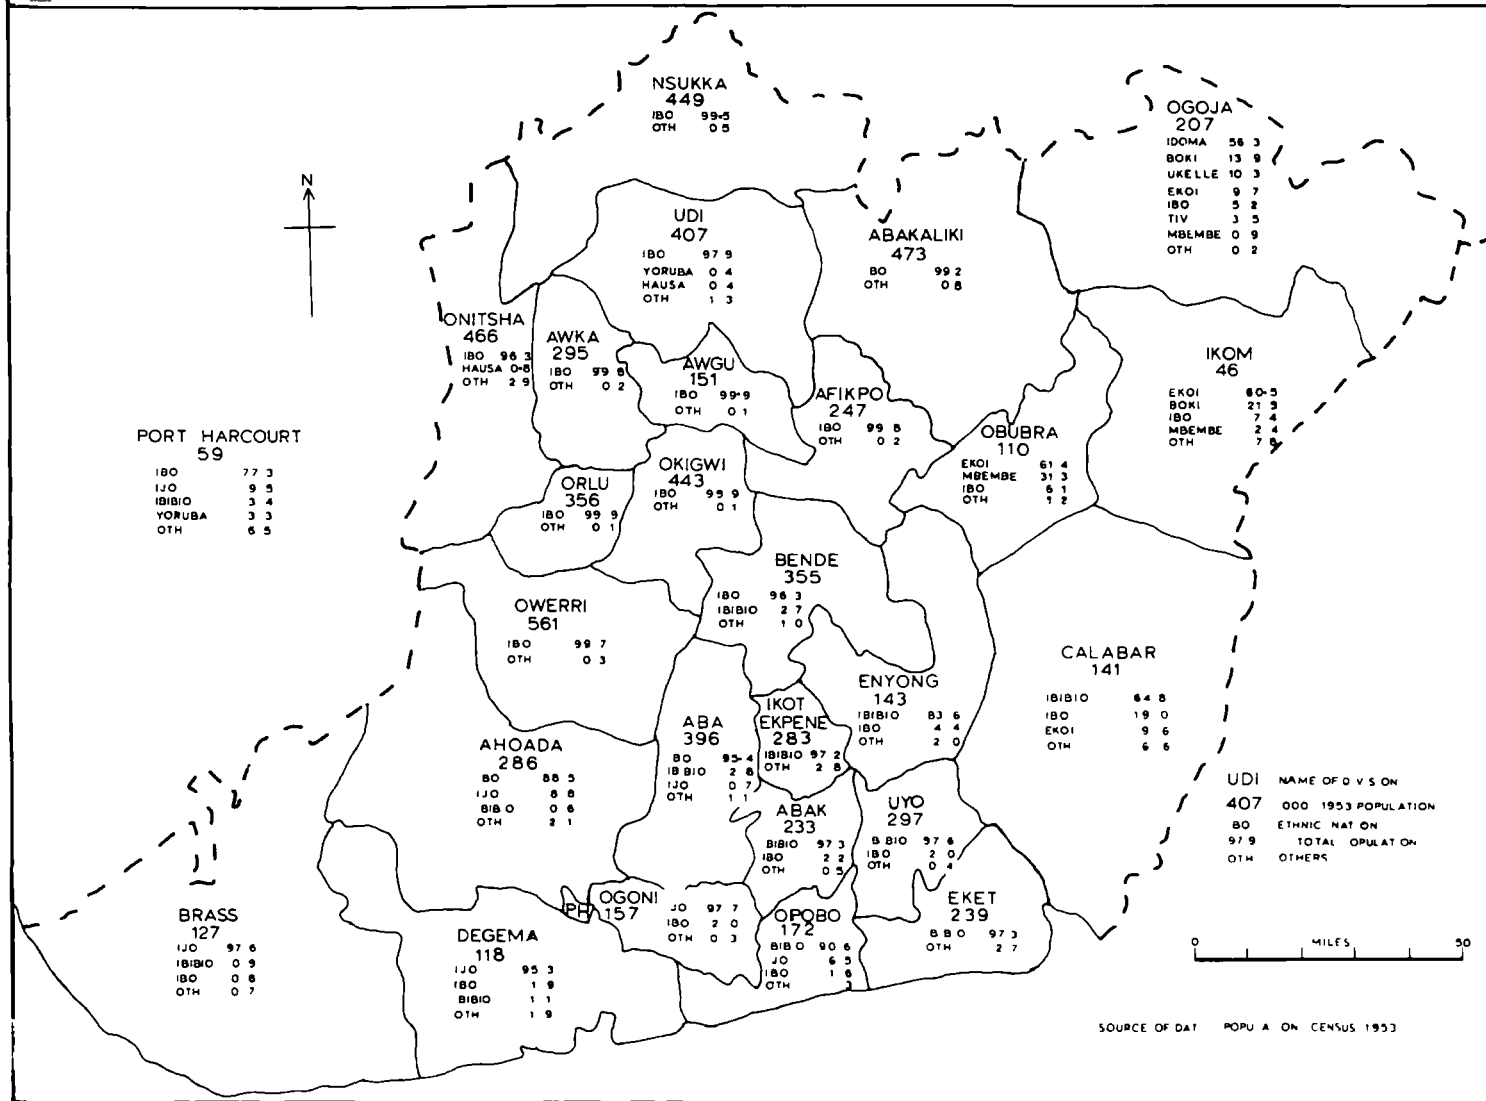 NSUKKA
449
IBO 99·5
OTH 0 5
OGOJA
207
IDOMA 56 3
BOKI 13 9
UKELLE 10 3
EKOI 9 7
IBO 5 2
TIV 3 5
MBEMBE 0 9
OTH 0 2
N
UDI
407
IBO 97 9
YORUBA 0 4
HAUSA 0 4
OTH 1 3
ABAKALIKI
473
BO 99 2
OTH 0 8
ONITSHA
466
IBO 96 3
HAUSA 0·8
OTH 2 9
AWKA
295
IBO 99 8
OTH 0 2
AWGU
151
IBO 99·9
OTH 0 1
AFIKPO
247
IBO 99 8
OTH 0 2
IKOM
46
EKOI 60·5
BOKI 21 9
IBO 7 4
MBEMBE 2 4
OTH 7 8
OBUBRA
110
EKOI 61 4
MBEMBE 31 3
IBO 6 1
OTH 1 2
PORT HARCOURT
59
IBO 77 3
IJO 9 5
IBIBIO 3 4
YORUBA 3 3
OTH 6 5
ORLU
356
IBO 99 9
OTH 0 1
OKIGWI
443
IBO 99 9
OTH 0 1
BENDE
355
IBO 96 3
IBIBIO 2 7
OTH 1 0
OWERRI
561
IBO 99 7
OTH 0 3
CALABAR
141
IBIBIO 64 8
IBO 19 0
EKOI 9 6
OTH 6 6
ENYONG
143
IBIBIO 83 6
IBO 4 4
OTH 2 0
IKOT
EKPENE
283
IBIBIO 97 2
OTH 2 8
ABA
396
BO 95·4
IB BIO 2 8
IJO 0 7
OTH 1 1
AHOADA
286
BO 88 5
IJO 8 8
BIB O 0 6
OTH 2 1
ABAK
233
BIBIO 97 3
IBO 2 2
OTH 0 5
UYO
297
B BIO 97 6
IBO 2 0
OTH 0 4
UDI NAME OF D V S ON
407 000 1953 POPULATION
BO ETHNIC NAT ON
97 9 TOTAL OPULAT ON
OTH OTHERS
BRASS
127
IJO 97 6
IBIBIO 0 9
IBO 0 8
OTH 0 7
DEGEMA
118
IJO 95 3
IBO 1 9
BIBIO 1 1
OTH 1 9
PH
OGONI
157
JO 97 7
IBO 2 0
OTH 0 3
OPOBO
172
BIB O 90 6
JO 6 5
IBO 1 6
OTH 3
EKET
239
B B O 97 3
OTH 2 7
0 MILES 50
SOURCE OF DAT POPU A ON CENSUS 1953